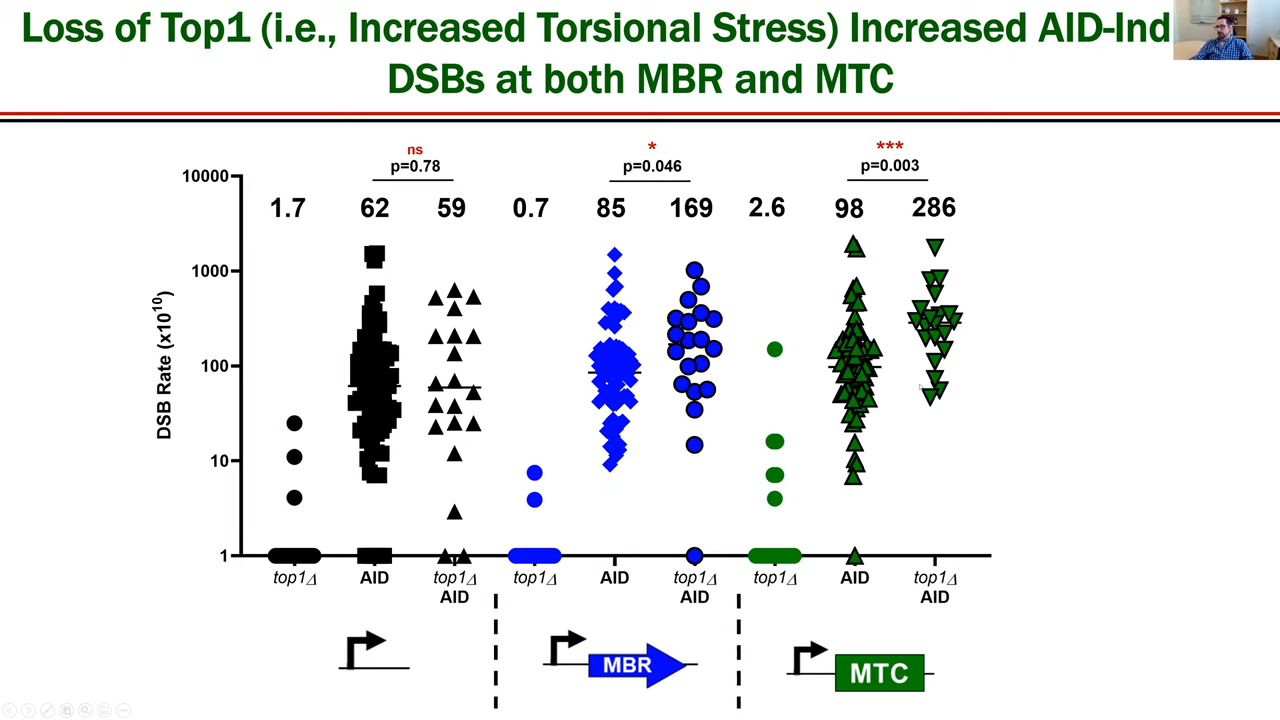 Loss of Top1 (i.e., Increased Torsional Stress) Increased AID-Ind
DSBs at both MBR and MTC
ns
p=0.78
*
p=0.046
***
p=0.003
10000
1.7
62
59
0.7
85
169
2.6
98
286
1000
100
10
1
DSB Rate (x10¹⁰)
top1Δ
AID
top1Δ
AID
top1Δ
AID
top1Δ
AID
top1Δ
AID
top1Δ
AID
MBR
MTC